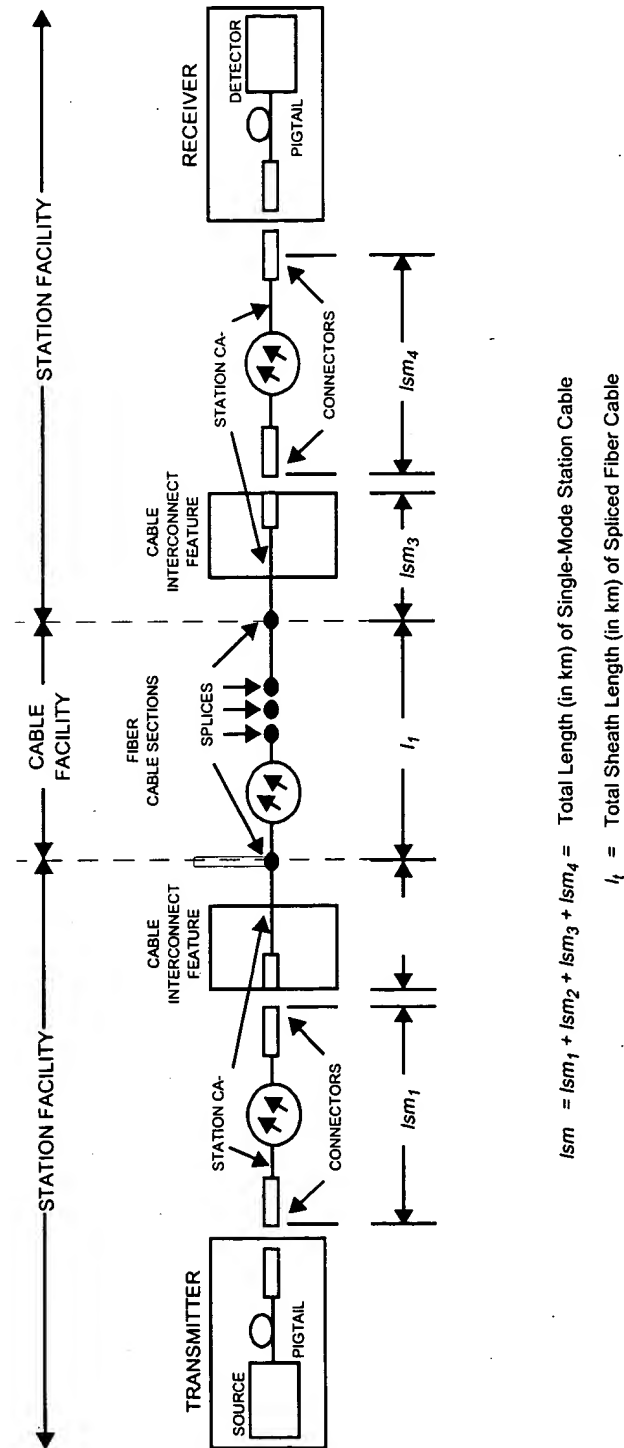 STATION FACILITY
CABLE
FACILITY
STATION FACILITY
TRANSMITTER
SOURCE
PIGTAIL
STATION CA-
CONNECTORS
CABLE
INTERCONNECT
FEATURE
FIBER
CABLE SECTIONS
SPLICES
CABLE
INTERCONNECT
FEATURE
STATION CA-
CONNECTORS
RECEIVER
DETECTOR
PIGTAIL
lsm₁
l₁
lsm₃
lsm₄
lsm = lsm₁ + lsm₂ + lsm₃ + lsm₄ = Total Length (in km) of Single-Mode Station Cable
lₜ = Total Sheath Length (in km) of Spliced Fiber Cable